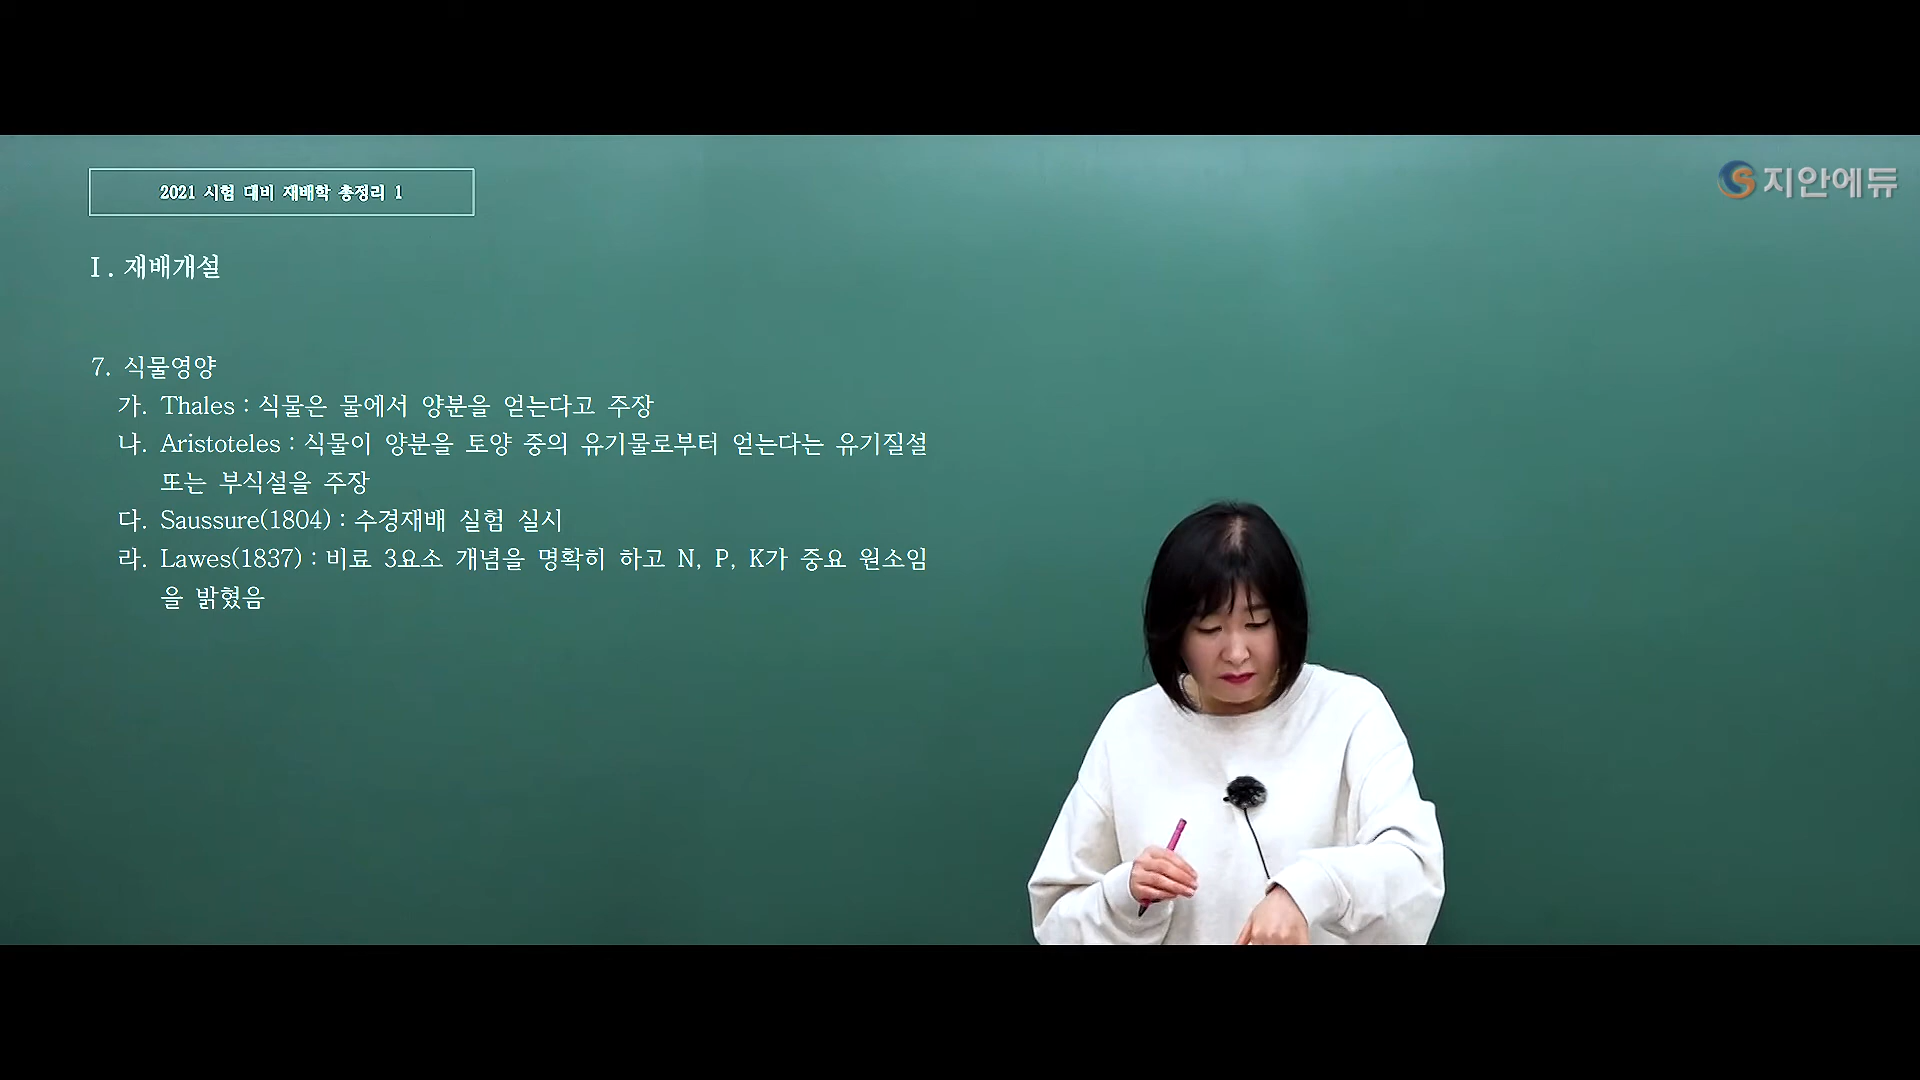 2021 시험 대비 재배학 총정리 1
지안에듀
Ⅰ. 재배개설
7. 식물영양
가. Thales : 식물은 물에서 양분을 얻는다고 주장
나. Aristoteles : 식물이 양분을 토양 중의 유기물로부터 얻는다는 유기질설
또는 부식설을 주장
다. Saussure(1804) : 수경재배 실험 실시
라. Lawes(1837) : 비료 3요소 개념을 명확히 하고 N, P, K가 중요 원소임
을 밝혔음